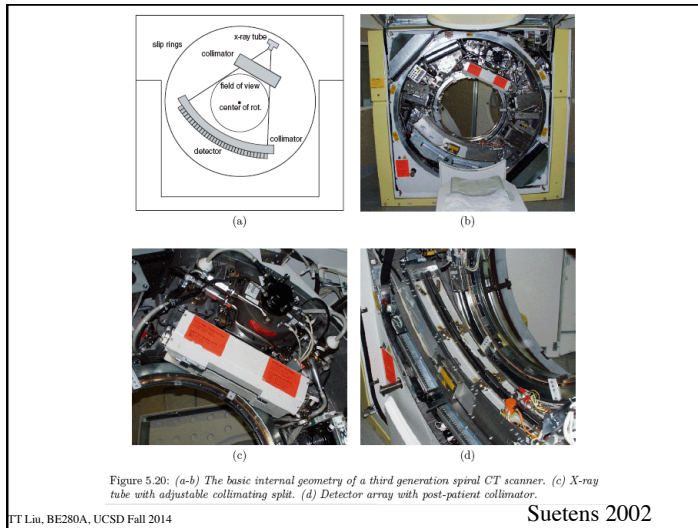 x-ray tube
slip rings
collimator
field of view
center of rot.
collimator
detector
(a)
(b)
(c)
(d)
Figure 5.20: (a-b) The basic internal geometry of a third generation spiral CT scanner. (c) X-ray
tube with adjustable collimating split. (d) Detector array with post-patient collimator.
TT Liu, BE280A, UCSD Fall 2014
Suetens 2002